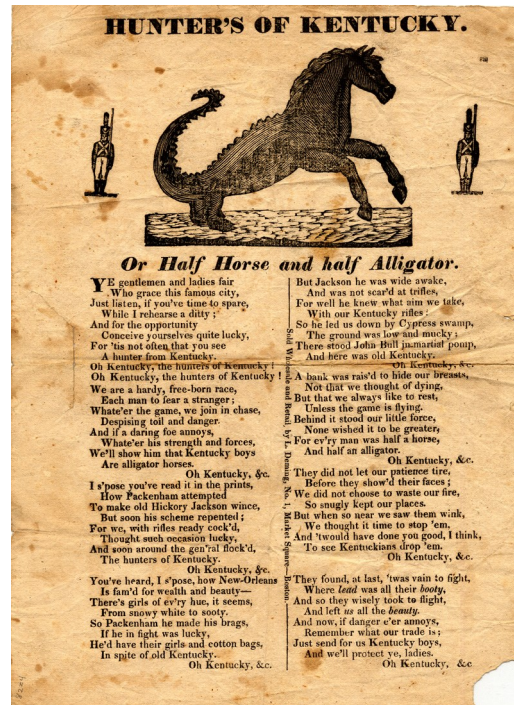 HUNTER'S OF KENTUCKY.
Or Half Horse and half Alligator.
YE gentlemen and ladies fair
Who grace this famous city,
Just listen, if you've time to spare,
While I rehearse a ditty ;
And for the opportunity
Conceive yourselves quite lucky,
For 'tis not often that you see
A hunter from Kentucky.
Oh Kentucky, the hunters of Kentucky !
Oh Kentucky, the hunters of Kentucky !
We are a hardy, free-born race,
Each man to fear a stranger ;
Whate'er the game, we join in chase,
Despising toil and danger.
And if a daring foe annoys,
Whate'er his strength and forces,
We'll show him that Kentucky boys
Are alligator horses.
Oh Kentucky, &c.
I s'pose you've read it in the prints,
How Packenham attempted
To make old Hickory Jackson wince,
But soon his scheme repented ;
For we, with rifles ready cock'd,
Thought such occasion lucky,
And soon around the gen'ral flock'd,
The hunters of Kentucky.
Oh Kentucky, &c.
You've heard, I s'pose, how New-Orleans
Is fam'd for wealth and beauty—
There's girls of ev'ry hue, it seems,
From snowy white to sooty.
So Packenham he made his brags,
If he in fight was lucky,
He'd have their girls and cotton bags,
In spite of old Kentucky.
Oh Kentucky, &c.
Sold Wholesale and Retail, by L. Deming, No. 1, Market Square—Boston.
But Jackson he was wide awake,
And was not scar'd at trifles,
For well he knew what aim we take,
With our Kentucky rifles :
So he led us down by Cypress swamp,
The ground was low and mucky ;
There stood John Bull in martial pomp,
And here was old Kentucky.
Oh Kentucky, &c.
A bank was rais'd to hide our breasts,
Not that we thought of dying,
But that we always like to rest,
Unless the game is flying.
Behind it stood our little force,
None wished it to be greater,
For ev'ry man was half a horse,
And half an alligator.
Oh Kentucky, &c.
They did not let our patience tire,
Before they show'd their faces ;
We did not choose to waste our fire,
So snugly kept our places.
But when so near we saw them wink,
We thought it time to stop 'em,
And 'twould have done you good, I think,
To see Kentuckians drop 'em.
Oh Kentucky, &c.
They found, at last, 'twas vain to fight,
Where lead was all their booty,
And so they wisely took to flight,
And left us all the beauty.
And now, if danger e'er annoys,
Remember what our trade is ;
Just send for us Kentucky boys,
And we'll protect ye, ladies.
Oh Kentucky, &c